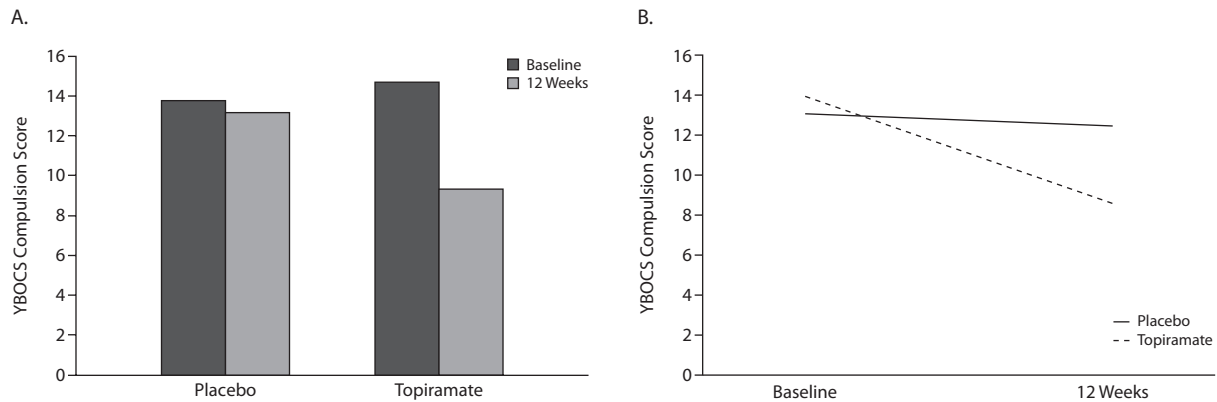 A.
YBOCS Compulsion Score
16
14
12
10
8
6
4
2
0
Placebo
Topiramate
Baseline
12 Weeks
B.
YBOCS Compulsion Score
16
14
12
10
8
6
4
2
0
Baseline
12 Weeks
Placebo
Topiramate